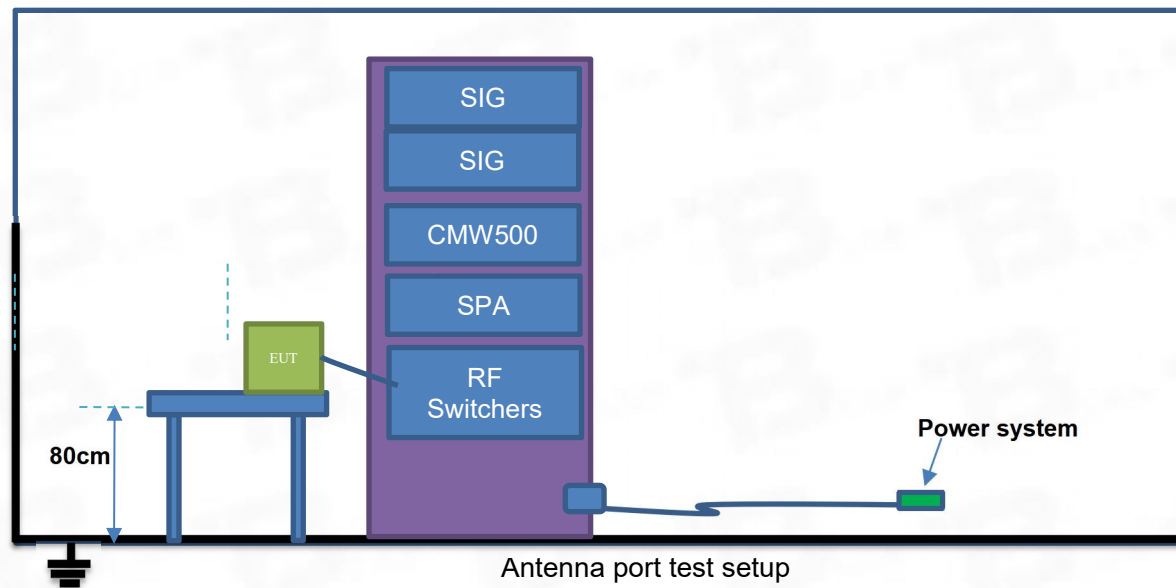 SIG
SIG
CMW500
SPA
EUT
RF
Switchers
80cm
Power system
Antenna port test setup